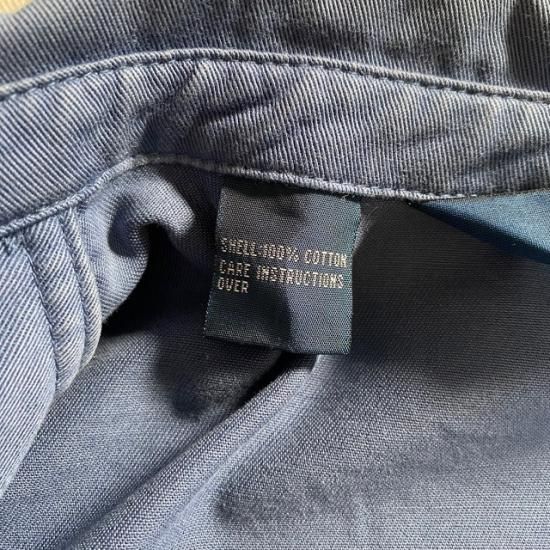 SHELL:100% COTTON
CARE INSTRUCTIONS
OVER